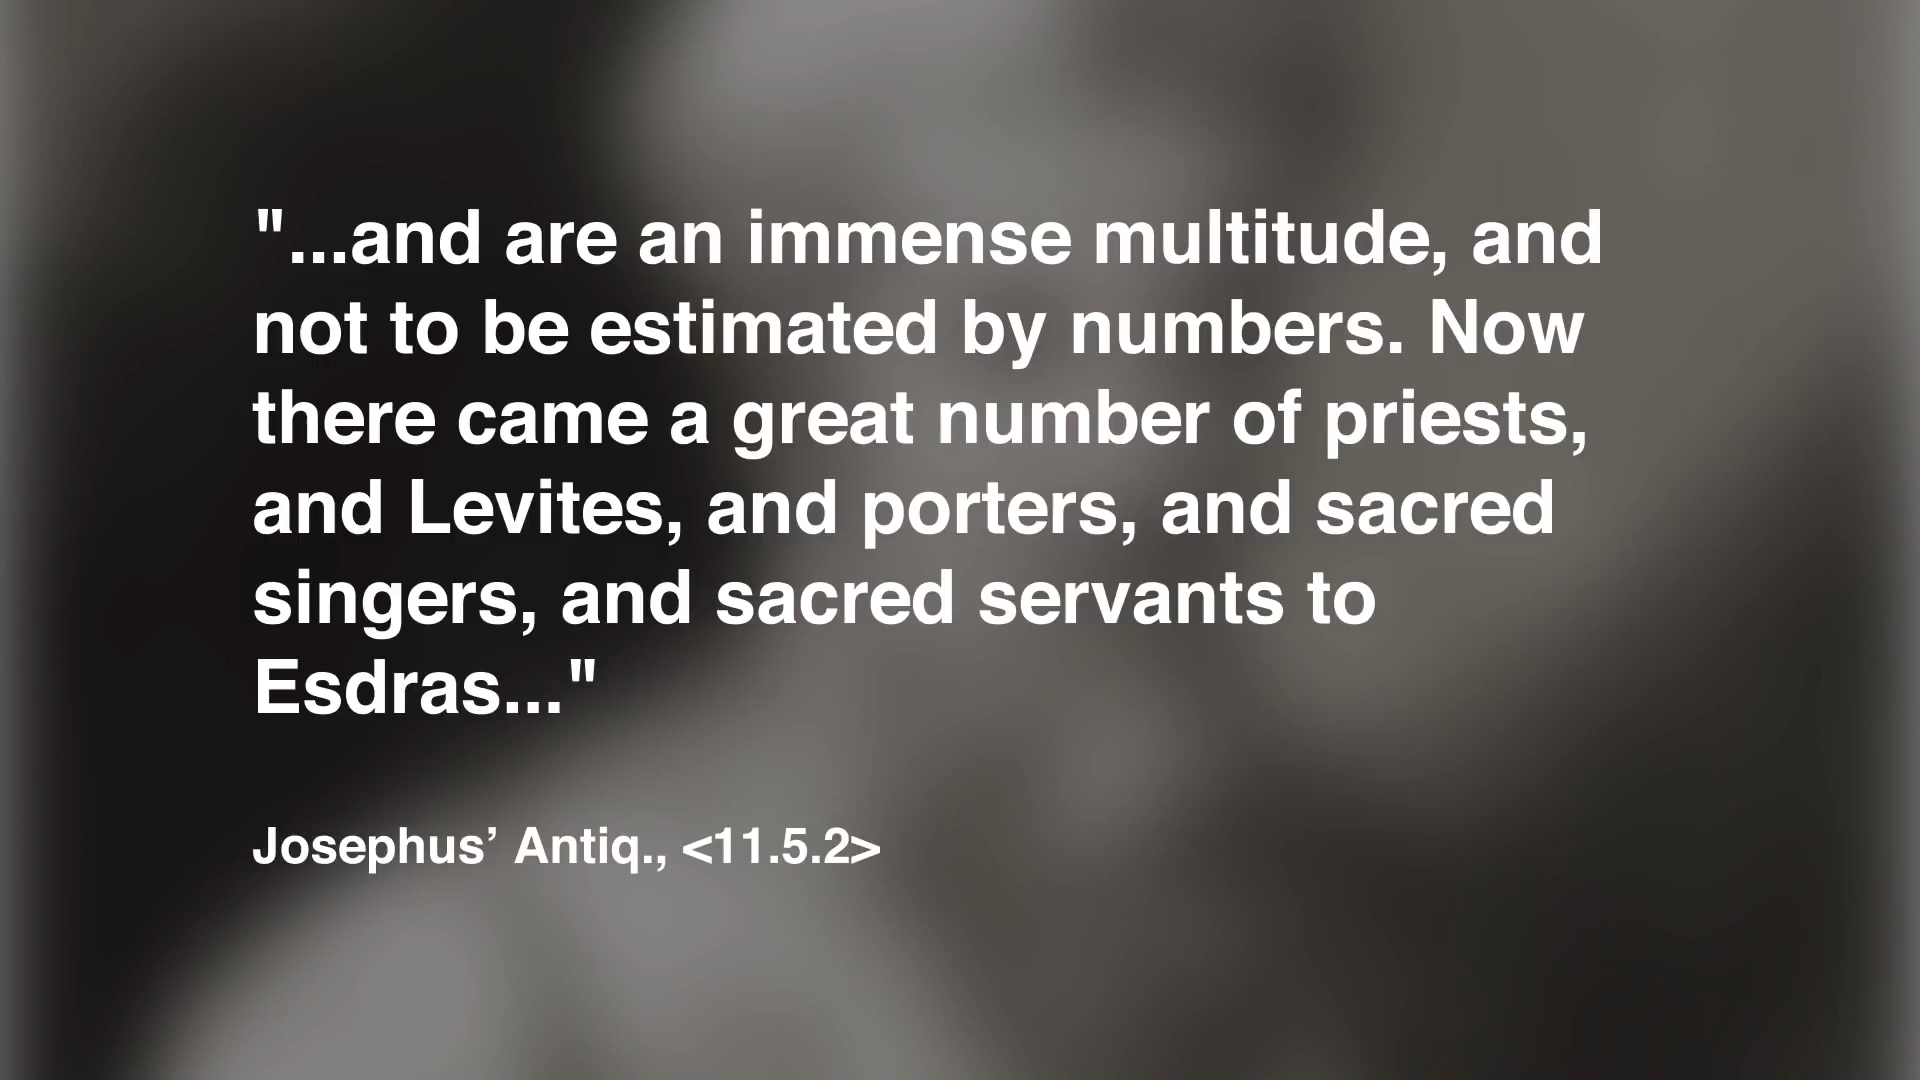 "...and are an immense multitude, and
not to be estimated by numbers. Now
there came a great number of priests,
and Levites, and porters, and sacred
singers, and sacred servants to
Esdras..."
Josephus’ Antiq., <11.5.2>